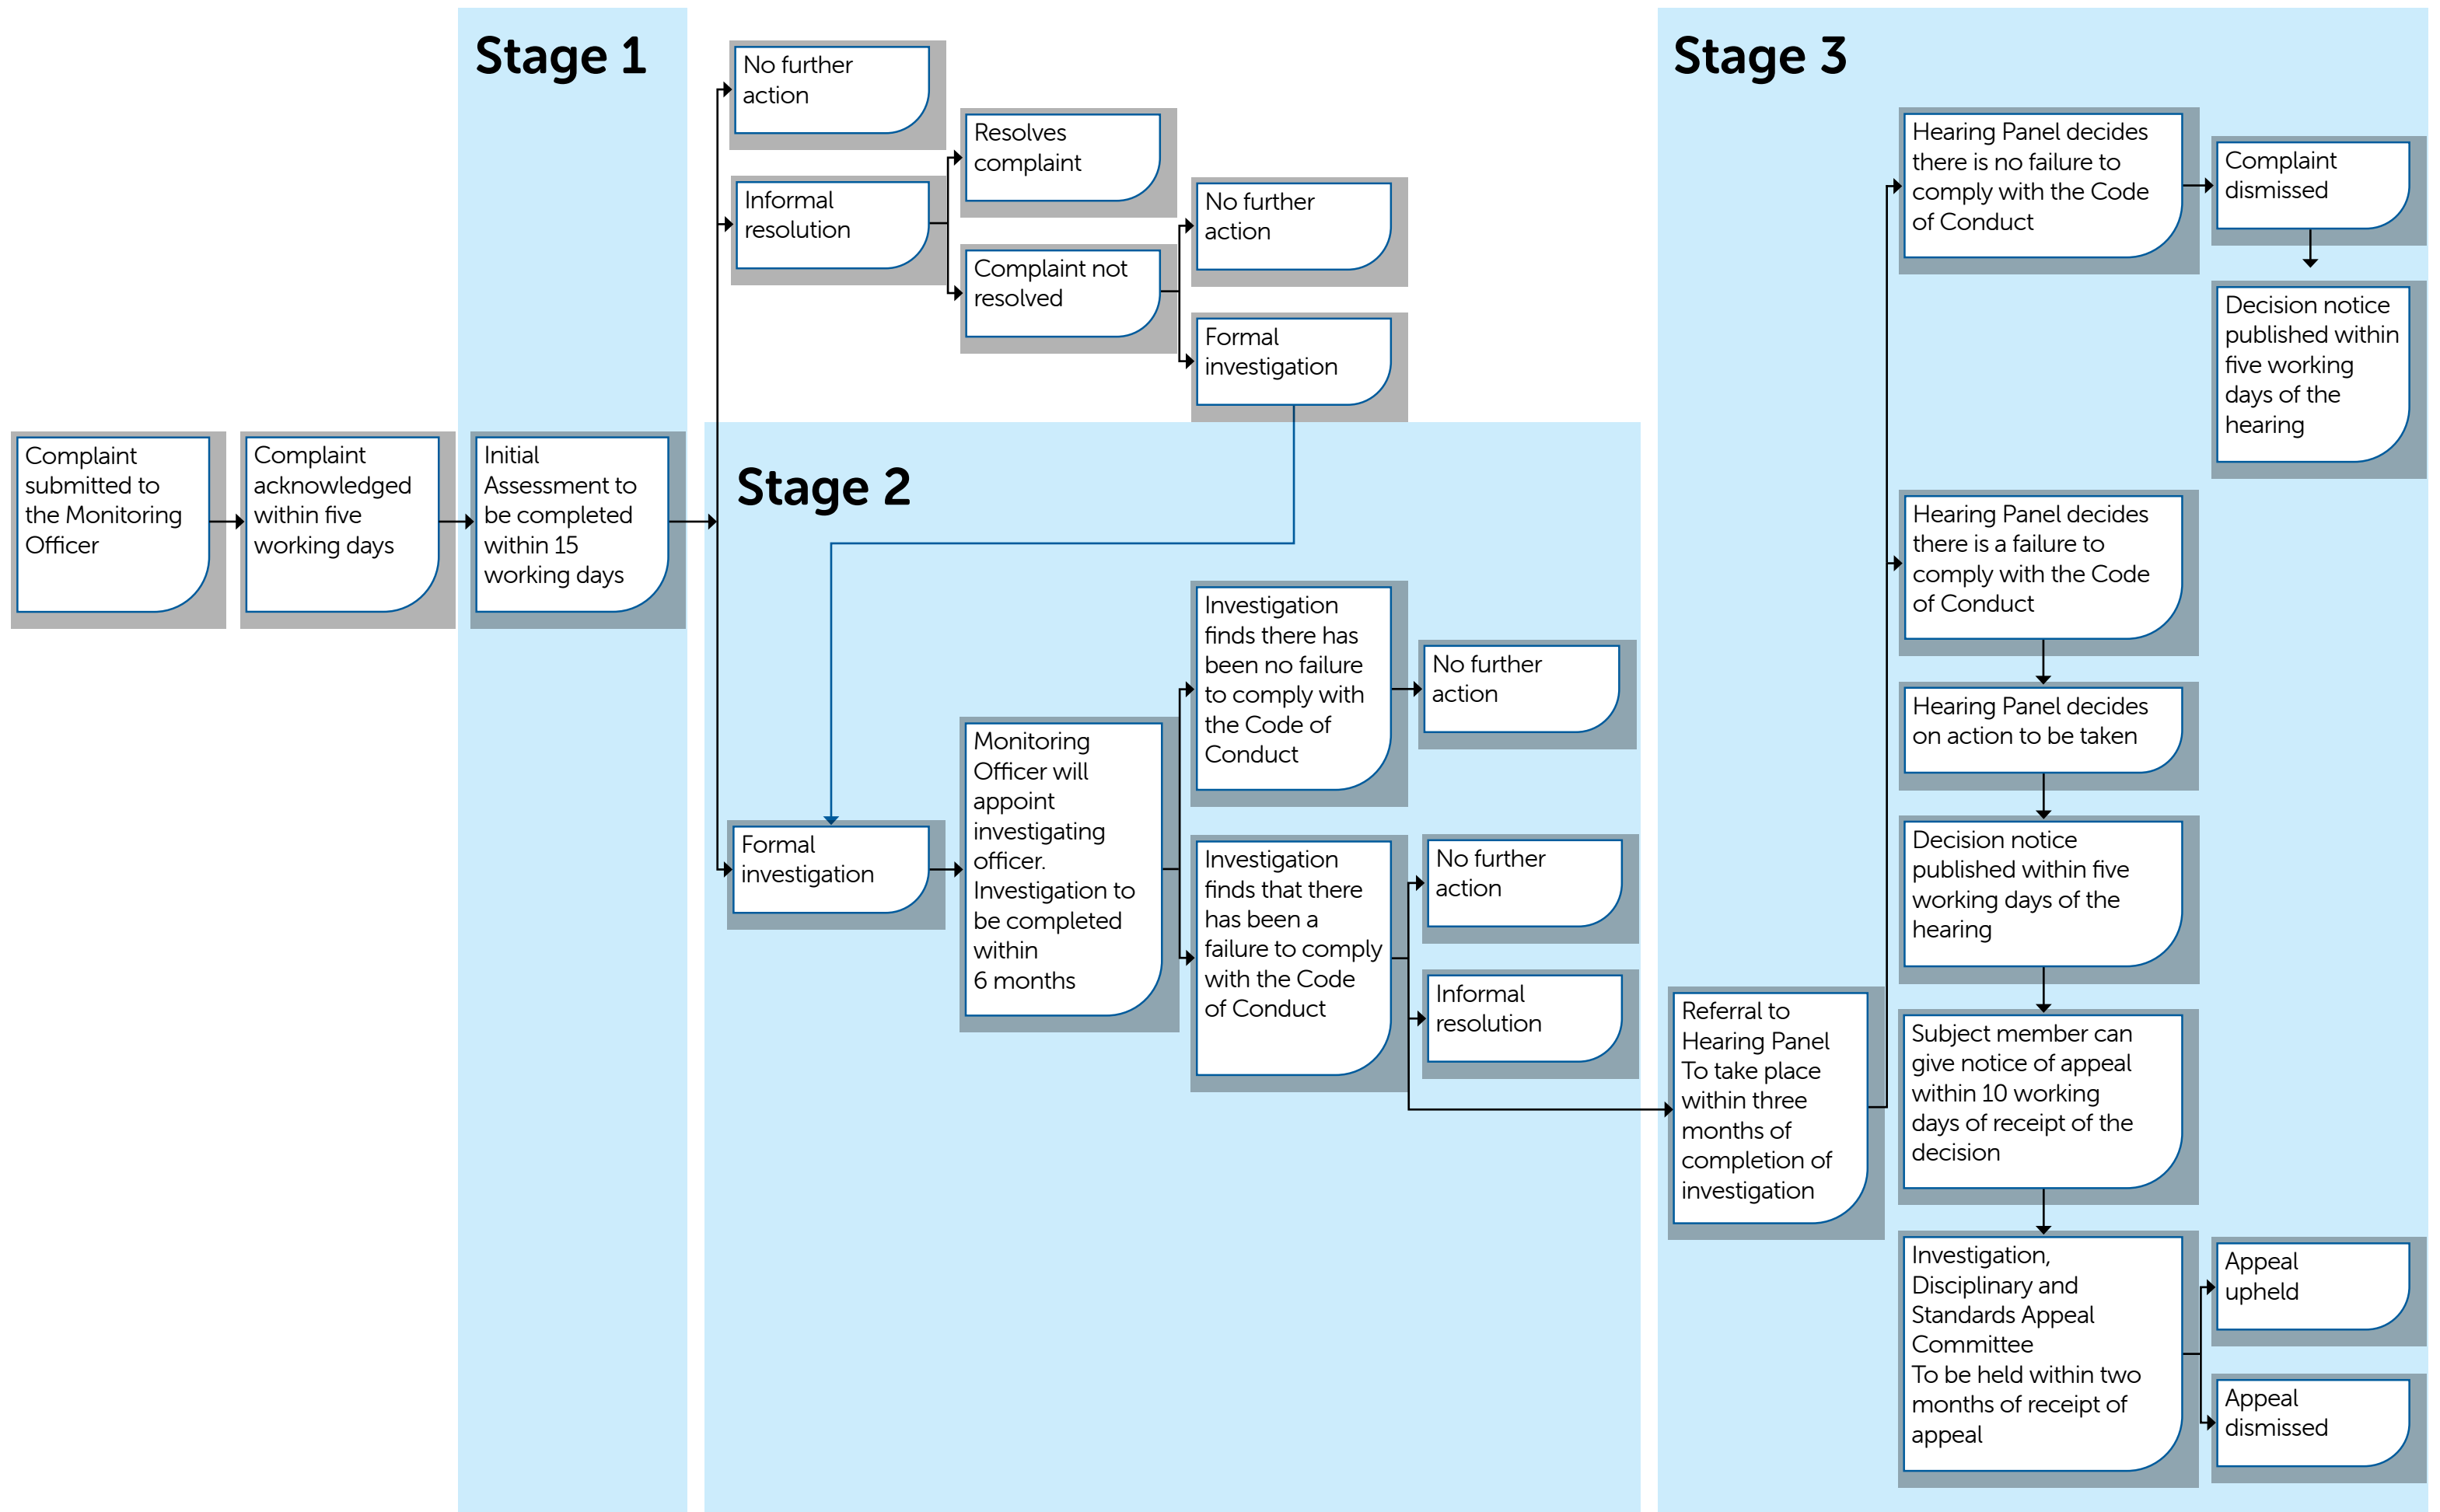 Stage 1
Stage 3
No further
action
Resolves
complaint
Informal
resolution
No further
action
Complaint not
resolved
Formal
investigation
Complaint
submitted to
the Monitoring
Officer
Complaint
acknowledged
within five
working days
Initial
Assessment to
be completed
within 15
working days
Stage 2
Formal
investigation
Monitoring
Officer will
appoint
investigating
officer.
Investigation to
be completed
within
6 months
Investigation
finds there has
been no failure
to comply with
the Code of
Conduct
No further
action
Investigation
finds that there
has been a
failure to comply
with the Code
of Conduct
No further
action
Informal
resolution
Referral to
Hearing Panel
To take place
within three
months of
completion of
investigation
Hearing Panel decides
there is no failure to
comply with the Code
of Conduct
Complaint
dismissed
Decision notice
published within
five working
days of the
hearing
Hearing Panel decides
there is a failure to
comply with the Code
of Conduct
Hearing Panel decides
on action to be taken
Decision notice
published within five
working days of the
hearing
Subject member can
give notice of appeal
within 10 working
days of receipt of the
decision
Investigation,
Disciplinary and
Standards Appeal
Committee
To be held within two
months of receipt of
appeal
Appeal
upheld
Appeal
dismissed